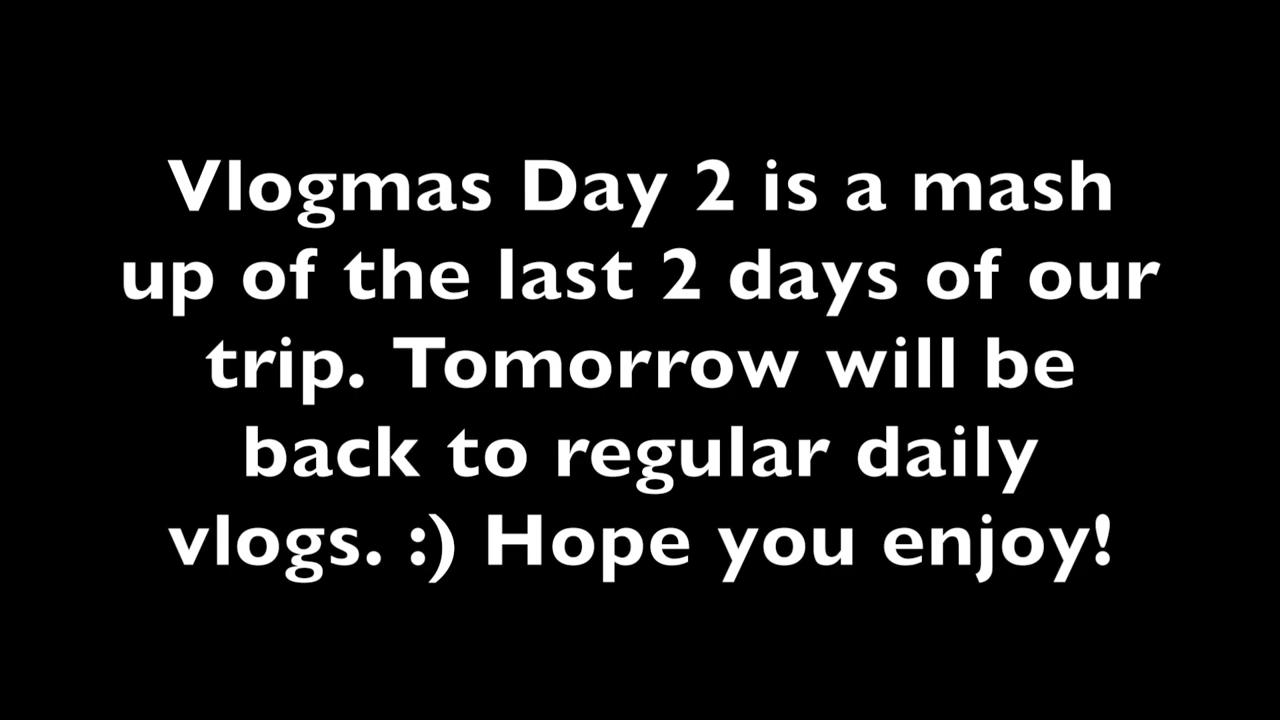 Vlogmas Day 2 is a mash
up of the last 2 days of our
trip. Tomorrow will be
back to regular daily
vlogs. :) Hope you enjoy!